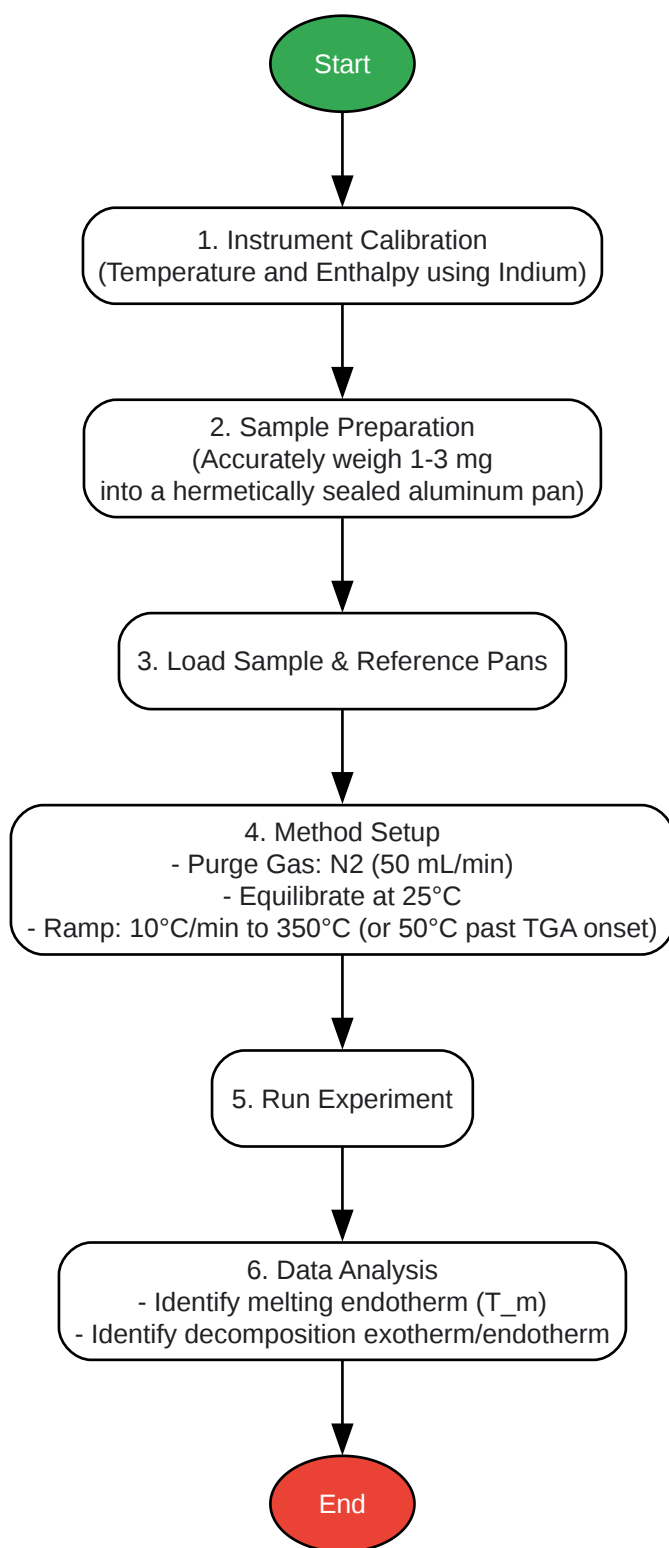 Start
1. Instrument Calibration
(Temperature and Enthalpy using Indium)
2. Sample Preparation
(Accurately weigh 1-3 mg
into a hermetically sealed aluminum pan)
3. Load Sample & Reference Pans
4. Method Setup
- Purge Gas: N2 (50 mL/min)
- Equilibrate at 25°C
- Ramp: 10°C/min to 350°C (or 50°C past TGA onset)
5. Run Experiment
6. Data Analysis
- Identify melting endotherm (T_m)
- Identify decomposition exotherm/endotherm
End